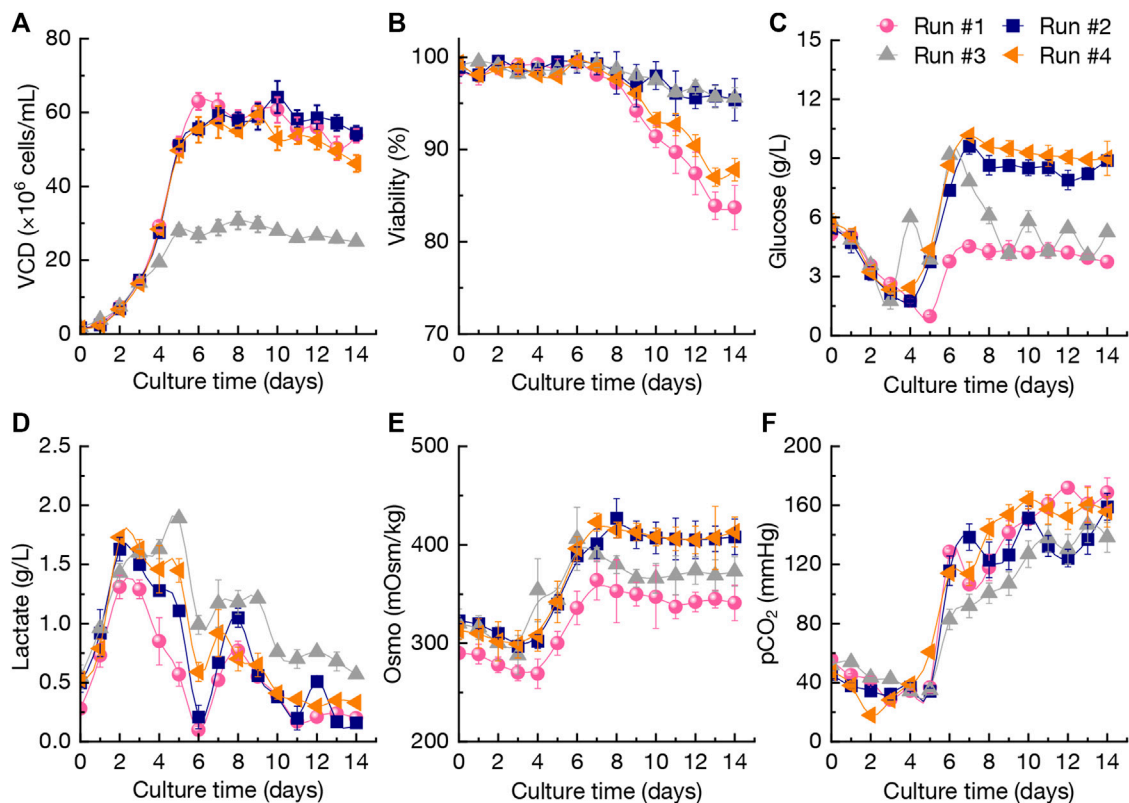 A
VCD (×10⁶ cells/mL)
80
60
40
20
0
0 2 4 6 8 10 12 14
Culture time (days)
B
Viability (%)
100
90
80
70
0 2 4 6 8 10 12 14
Culture time (days)
C
Run #1 Run #2
Run #3 Run #4
Glucose (g/L)
15
12
9
6
3
0
0 2 4 6 8 10 12 14
Culture time (days)
D
Lactate (g/L)
2.5
2.0
1.5
1.0
0.5
0.0
0 2 4 6 8 10 12 14
Culture time (days)
E
Osmo (mOsm/kg)
500
400
300
200
0 2 4 6 8 10 12 14
Culture time (days)
F
pCO₂ (mmHg)
200
160
120
80
40
0
0 2 4 6 8 10 12 14
Culture time (days)